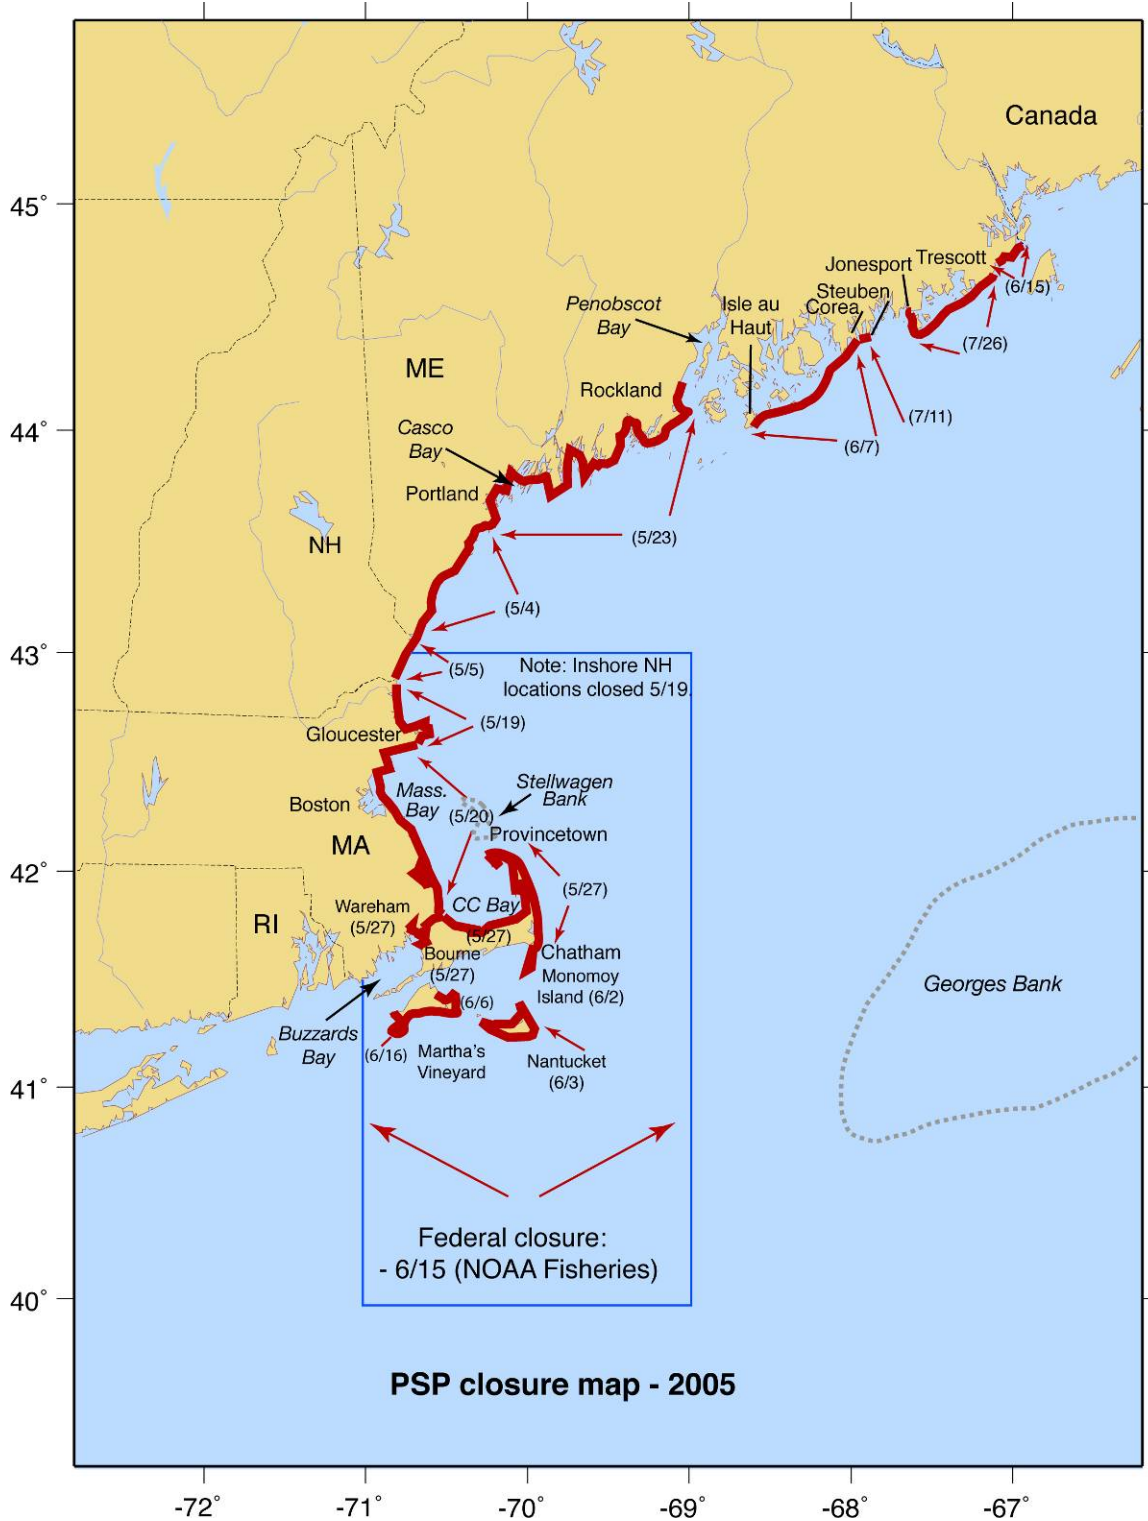 Canada
45°
Trescott
Jonesport
(6/15)
Steuben
Penobscot
Bay
Isle au
Haut
Corea
(7/26)
ME
Rockland
(7/11)
44°
Casco
Bay
(6/7)
Portland
(5/23)
NH
(5/4)
43°
(5/5)
Note: Inshore NH
locations closed 5/19.
(5/19)
Gloucester
Mass.
Bay
Stellwagen
Bank
Boston
(5/20)
Provincetown
MA
42°
(5/27)
CC Bay
Wareham
(5/27)
RI
(5/27)
Bourne
(5/27)
Chatham
Monomoy
Island (6/2)
Georges Bank
(6/6)
Buzzards
Bay
(6/16)
Martha's
Vineyard
Nantucket
(6/3)
41°
Federal closure:
- 6/15 (NOAA Fisheries)
40°
PSP closure map - 2005
-72°
-71°
-70°
-69°
-68°
-67°